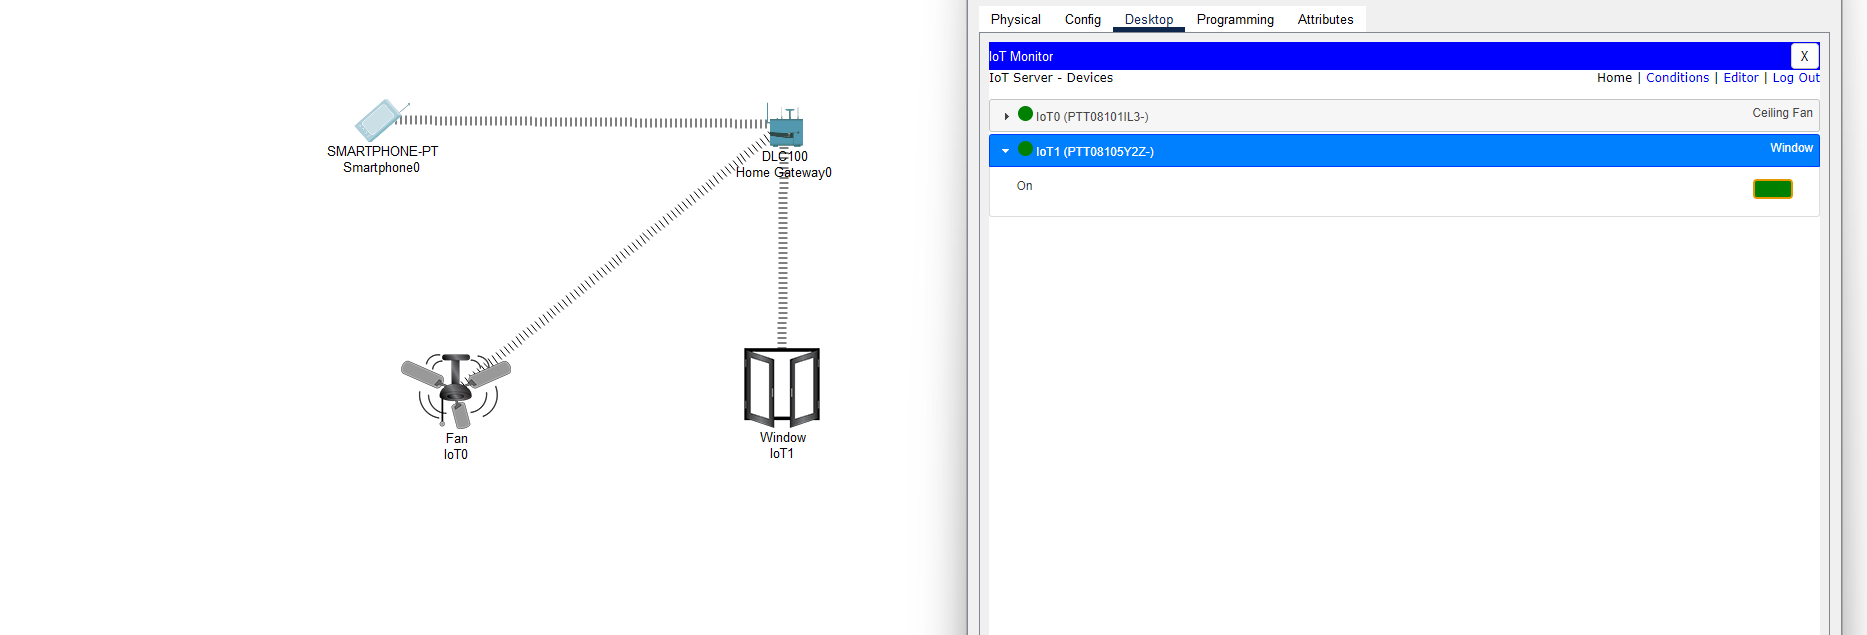 Physical Config Desktop Programming Attributes
IoT Monitor X
IoT Server - Devices Home | Conditions | Editor | Log Out
IoT0 (PTT08101IL3-) Ceiling Fan
IoT1 (PTT08105Y2Z-) Window
On
SMARTPHONE-PT
Smartphone0
DLC100
Home Gateway0
Fan
IoT0
Window
IoT1